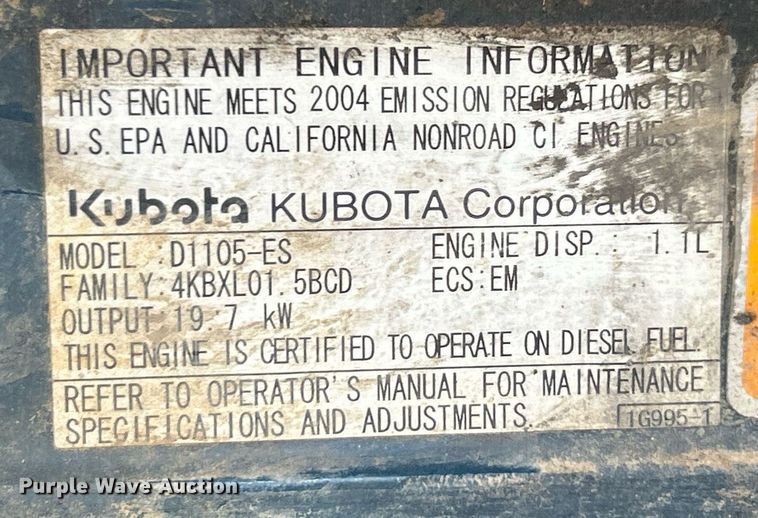 IMPORTANT ENGINE INFORMATION
THIS ENGINE MEETS 2004 EMISSION REGULATIONS FOR
U.S. EPA AND CALIFORNIA NONROAD CI ENGINES
Kubota KUBOTA Corporation
MODEL :D1105-ES ENGINE DISP.: 1.1L
FAMILY:4KBXL01.5BCD ECS:EM
OUTPUT 19.7 kW
THIS ENGINE IS CERTIFIED TO OPERATE ON DIESEL FUEL.
REFER TO OPERATOR'S MANUAL FOR MAINTENANCE
SPECIFICATIONS AND ADJUSTMENTS.
1G995-1
Purple Wave Auction